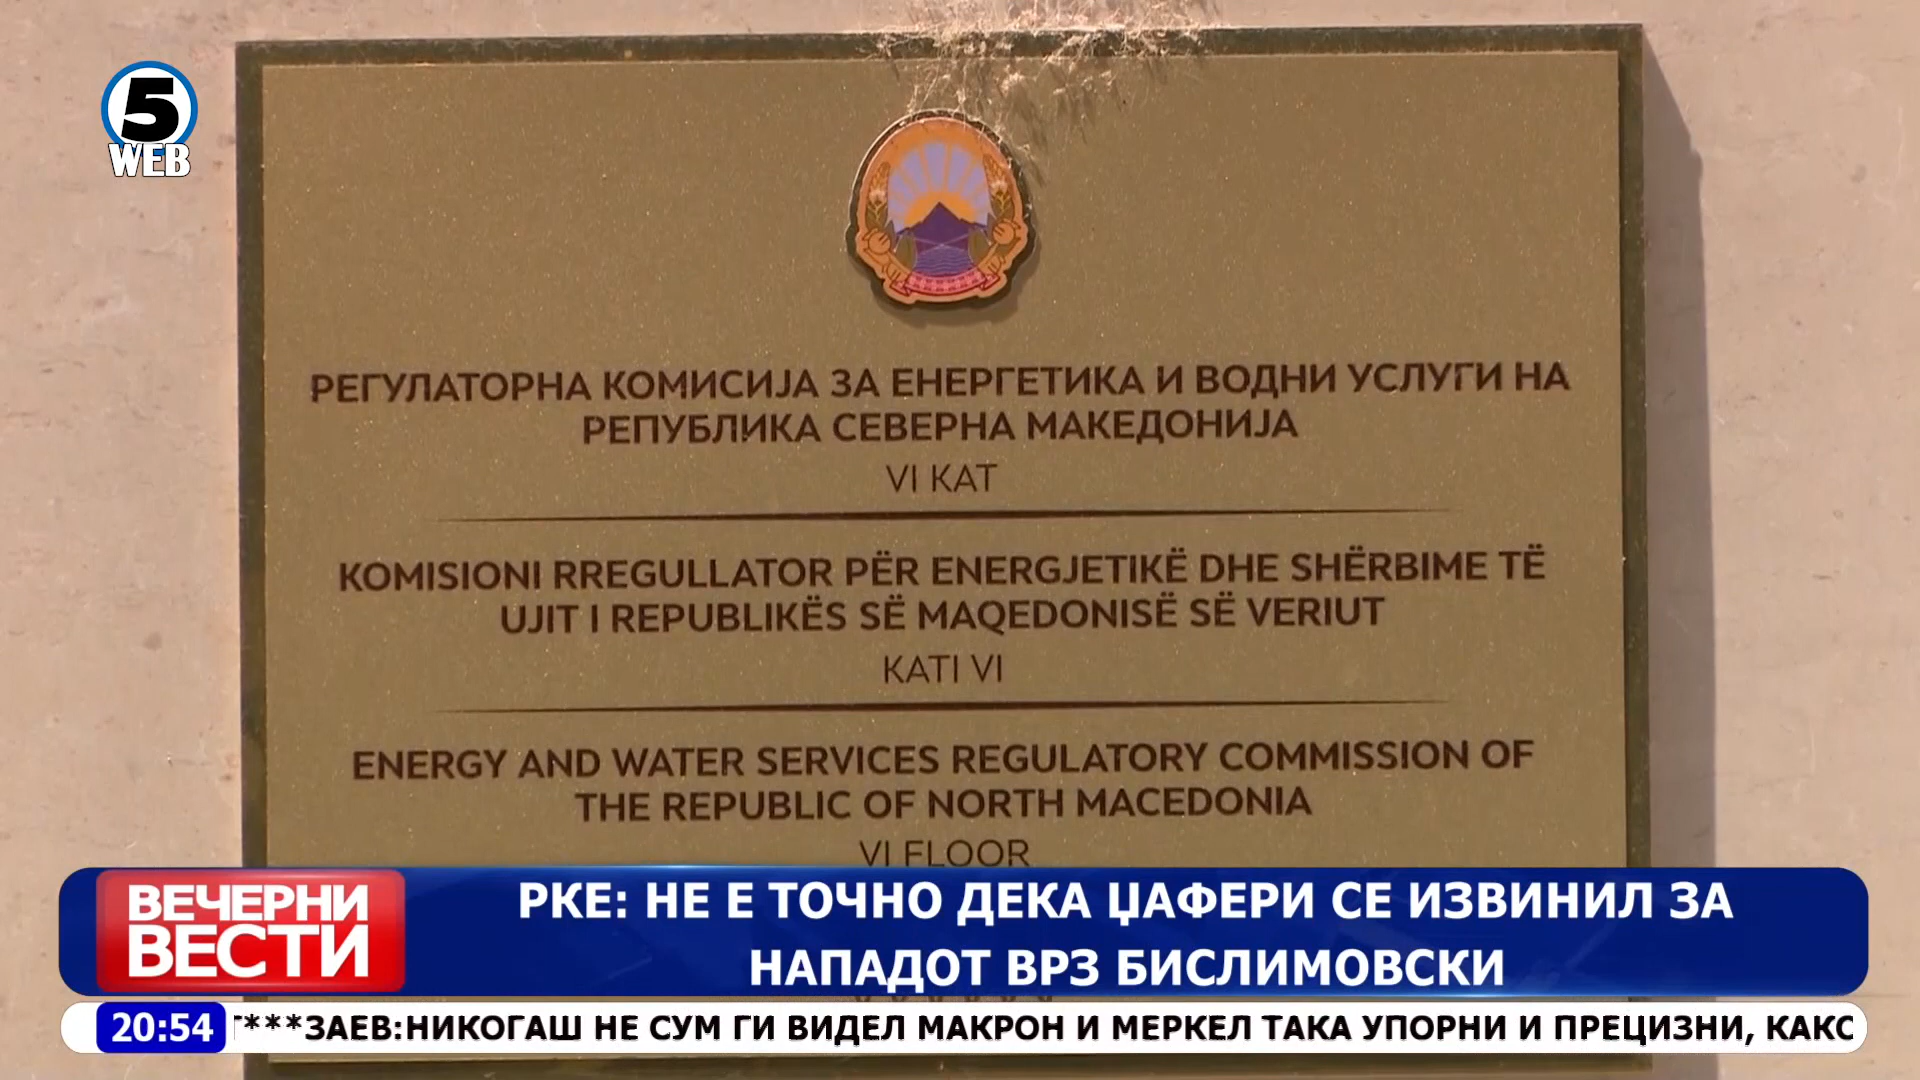 5
WEB
РЕГУЛАТОРНА КОМИСИЈА ЗА ЕНЕРГЕТИКА И ВОДНИ УСЛУГИ НА
РЕПУБЛИКА СЕВЕРНА МАКЕДОНИЈА
VI КАТ
KOMISIONI RREGULLATOR PËR ENERGJETIKË DHE SHËRBIME TË
UJIT I REPUBLIKËS SË MAQEDONISË SË VERIUT
KATI VI
ENERGY AND WATER SERVICES REGULATORY COMMISSION OF
THE REPUBLIC OF NORTH MACEDONIA
VI FLOOR
ВЕЧЕРНИ
ВЕСТИ
РКЕ: НЕ Е ТОЧНО ДЕКА ЏАФЕРИ СЕ ИЗВИНИЛ ЗА
НАПАДОТ ВРЗ БИСЛИМОВСКИ
20:54 ***ЗАЕВ:НИКОГАШ НЕ СУМ ГИ ВИДЕЛ МАКРОН И МЕРКЕЛ ТАКА УПОРНИ И ПРЕЦИЗНИ, КАКО